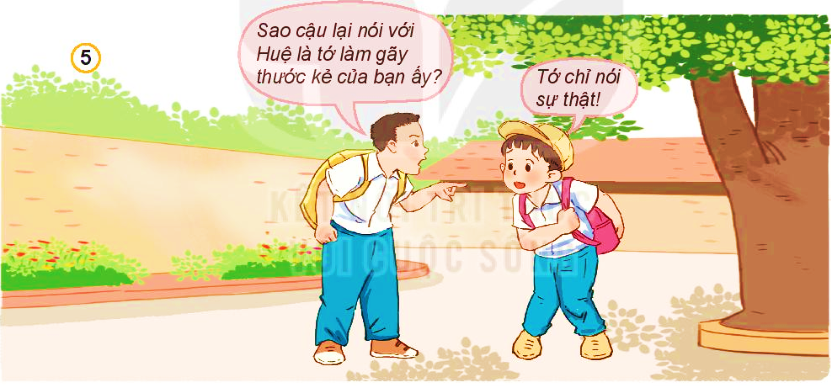 5
Sao cậu lại nói với
Huệ là tớ làm gãy
thước kẻ của bạn ấy?
Tớ chỉ nói
sự thật!